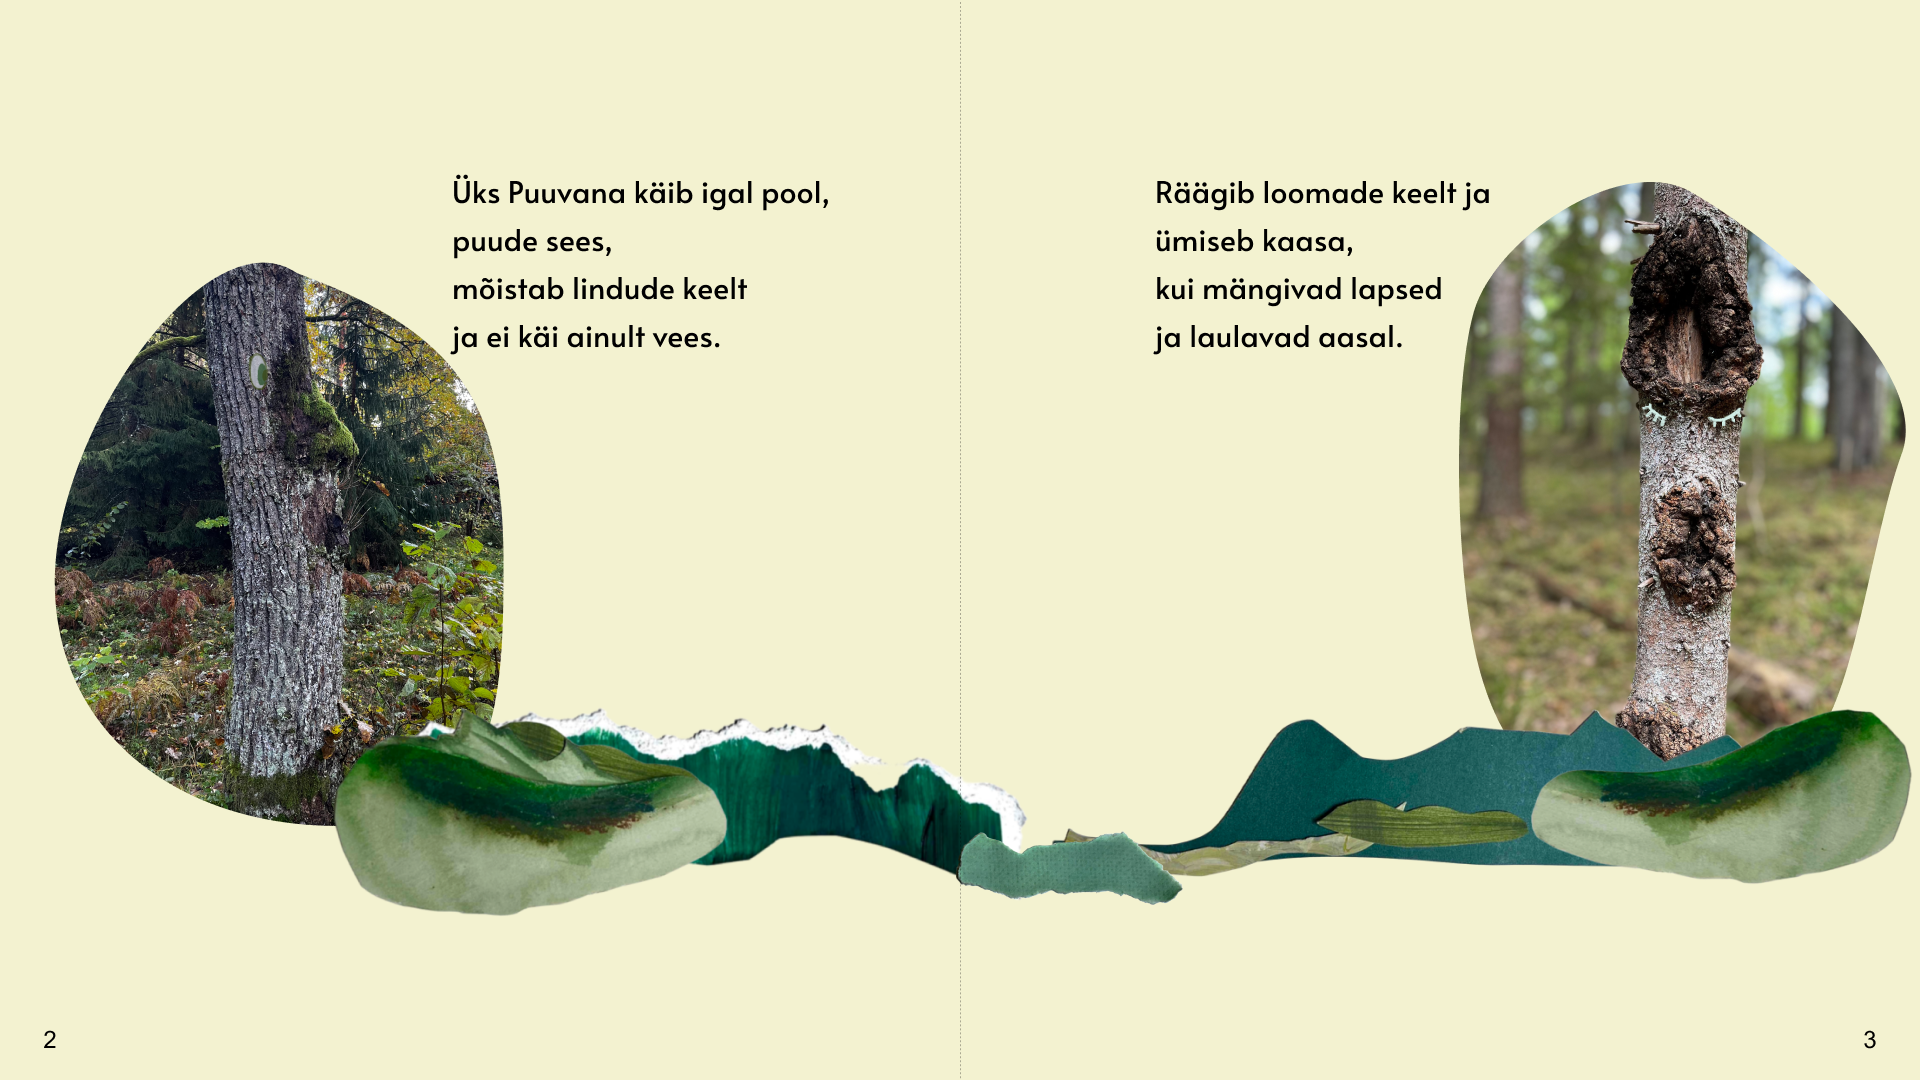 Üks Puuvana käib igal pool,
puude sees,
mõistab lindude keelt
ja ei käi ainult vees.
Räägib loomade keelt ja
ümiseb kaasa,
kui mängivad lapsed
ja laulavad aasal.
2
3